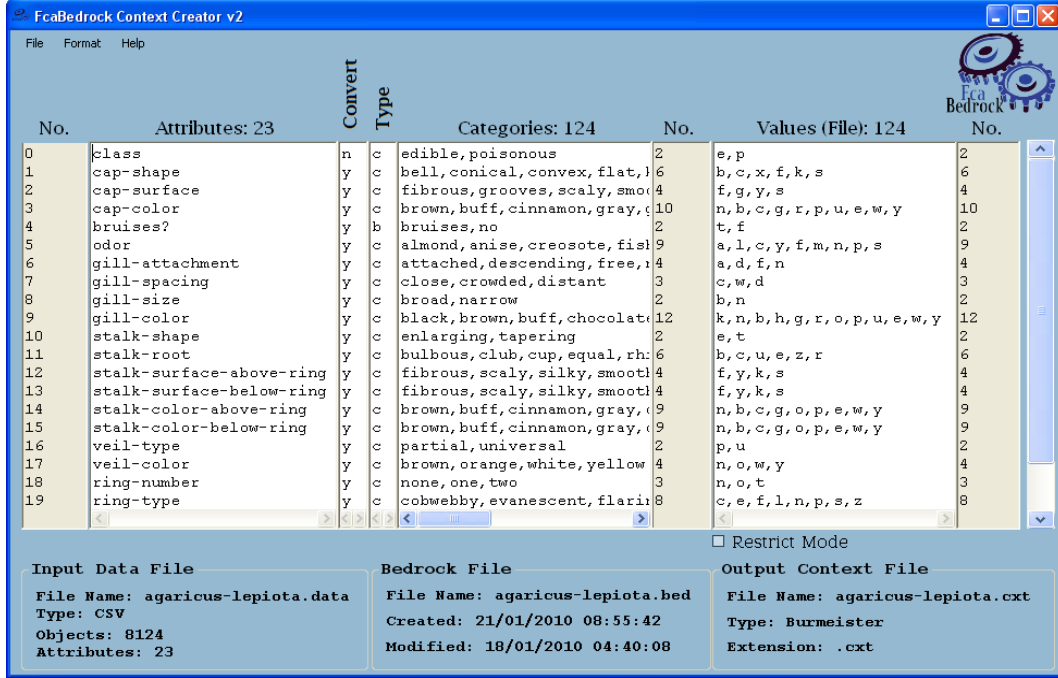 FcaBedrock Context Creator v2
File Format Help
Fca
Bedrock
No. Attributes: 23 Convert Type Categories: 124 No. Values (File): 124 No.
0 class n c edible,poisonous 2 e,p 2
1 cap-shape y c bell,conical,convex,flat, 6 b,c,x,f,k,s 6
2 cap-surface y c fibrous,grooves,scaly,smo 4 f,g,y,s 4
3 cap-color y c brown,buff,cinnamon,gray,g 10 n,b,c,g,r,p,u,e,w,y 10
4 bruises? y b bruises,no 2 t,f 2
5 odor y c almond,anise,creosote,fish 9 a,l,c,y,f,m,n,p,s 9
6 gill-attachment y c attached,descending,free, 4 a,d,f,n 4
7 gill-spacing y c close,crowded,distant 3 c,w,d 3
8 gill-size y c broad,narrow 2 b,n 2
9 gill-color y c black,brown,buff,chocolat 12 k,n,b,h,g,r,o,p,u,e,w,y 12
10 stalk-shape y c enlarging,tapering 2 e,t 2
11 stalk-root y c bulbous,club,cup,equal,rh 6 b,c,u,e,z,r 6
12 stalk-surface-above-ring y c fibrous,scaly,silky,smoot 4 f,y,k,s 4
13 stalk-surface-below-ring y c fibrous,scaly,silky,smoot 4 f,y,k,s 4
14 stalk-color-above-ring y c brown,buff,cinnamon,gray, 9 n,b,c,g,o,p,e,w,y 9
15 stalk-color-below-ring y c brown,buff,cinnamon,gray, 9 n,b,c,g,o,p,e,w,y 9
16 veil-type y c partial,universal 2 p,u 2
17 veil-color y c brown,orange,white,yellow 4 n,o,w,y 4
18 ring-number y c none,one,two 3 n,o,t 3
19 ring-type y c cobwebby,evanescent,flari 8 c,e,f,l,n,p,s,z 8
Restrict Mode
Input Data File
File Name: agaricus-lepiota.data
Type: CSV
Objects: 8124
Attributes: 23
Bedrock File
File Name: agaricus-lepiota.bed
Created: 21/01/2010 08:55:42
Modified: 18/01/2010 04:40:08
Output Context File
File Name: agaricus-lepiota.cxt
Type: Burmeister
Extension: .cxt